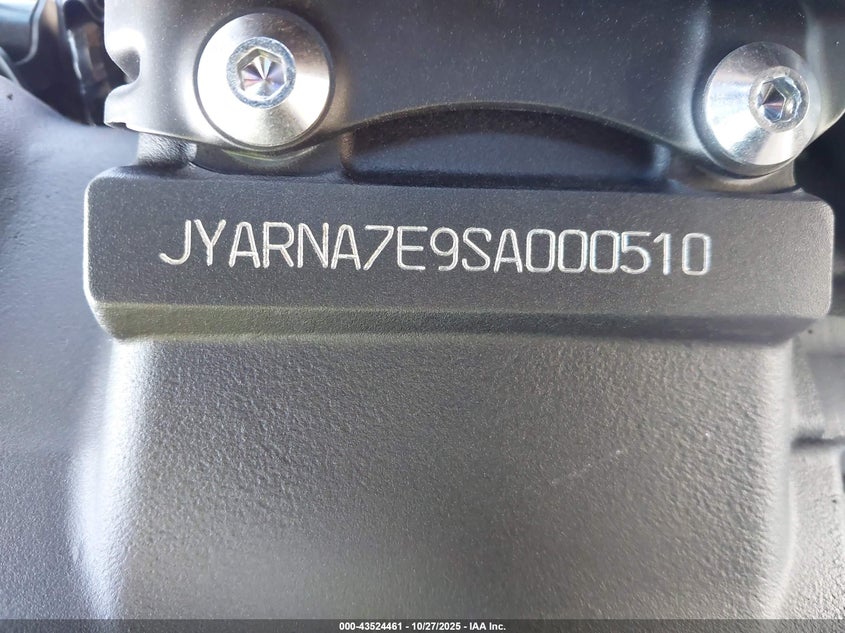 JYARNA7E9SA000510
000-43524461 | 10/27/2025 - IAA Inc.